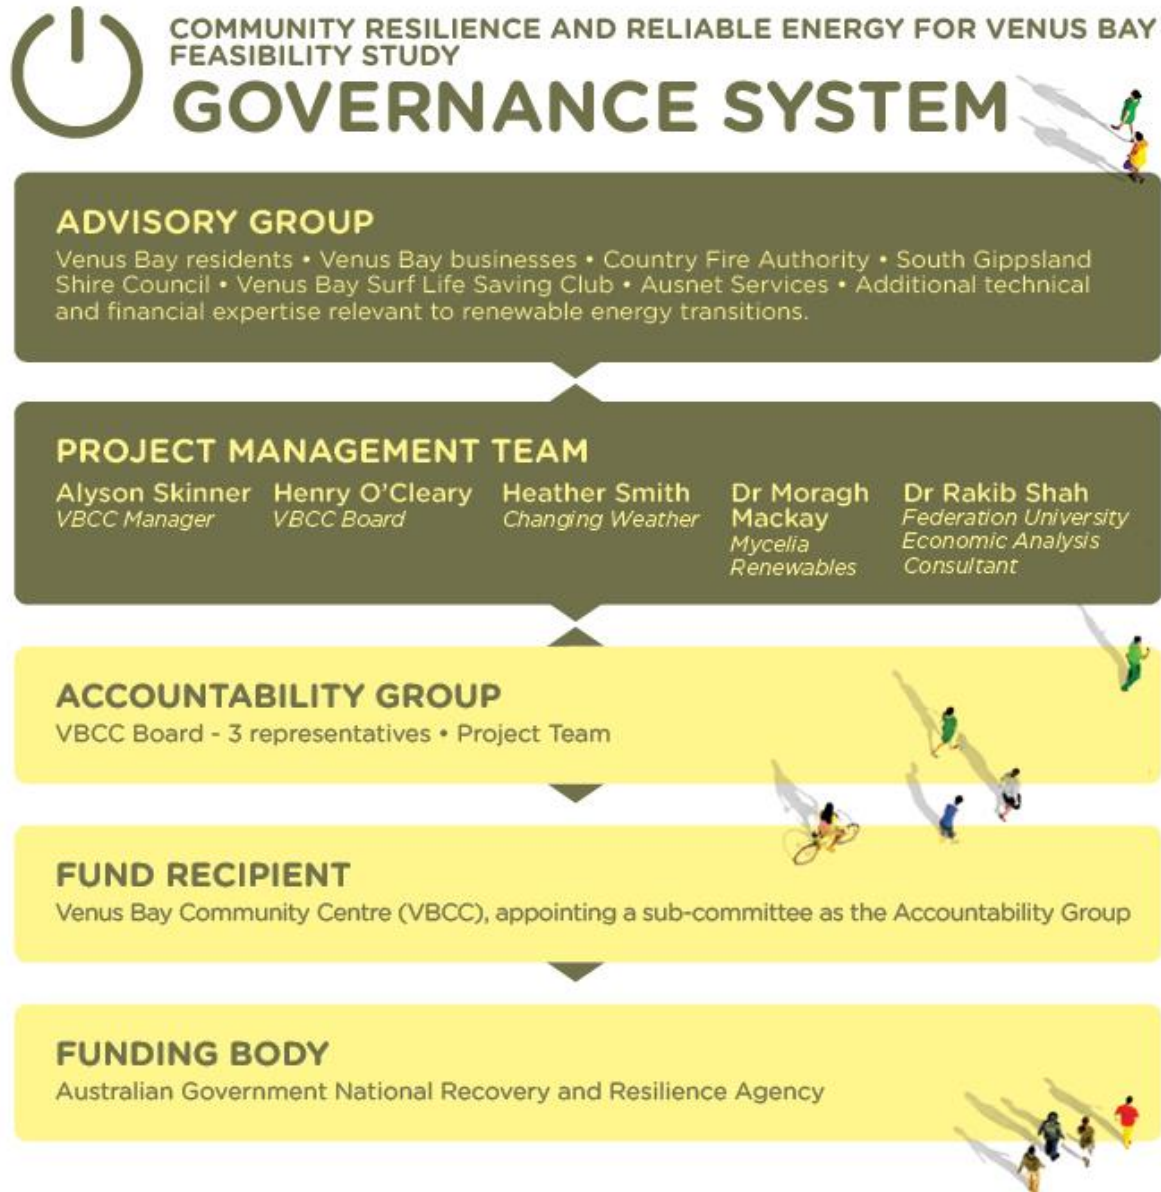 COMMUNITY RESILIENCE AND RELIABLE ENERGY FOR VENUS BAY
FEASIBILITY STUDY
GOVERNANCE SYSTEM
ADVISORY GROUP
Venus Bay residents • Venus Bay businesses • Country Fire Authority • South Gippsland
Shire Council • Venus Bay Surf Life Saving Club • Ausnet Services • Additional technical
and financial expertise relevant to renewable energy transitions.
PROJECT MANAGEMENT TEAM
Alyson Skinner
VBCC Manager
Henry O'Cleary
VBCC Board
Heather Smith
Changing Weather
Dr Moragh
Mackay
Mycelia
Renewables
Dr Rakib Shah
Federation University
Economic Analysis
Consultant
ACCOUNTABILITY GROUP
VBCC Board - 3 representatives • Project Team
FUND RECIPIENT
Venus Bay Community Centre (VBCC), appointing a sub-committee as the Accountability Group
FUNDING BODY
Australian Government National Recovery and Resilience Agency